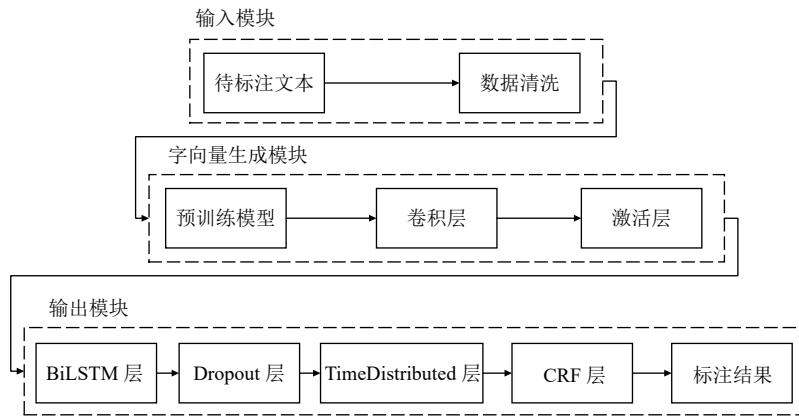 输入模块
待标注文本
数据清洗
字向量生成模块
预训练模型
卷积层
激活层
输出模块
BiLSTM 层
Dropout 层
TimeDistributed 层
CRF 层
标注结果